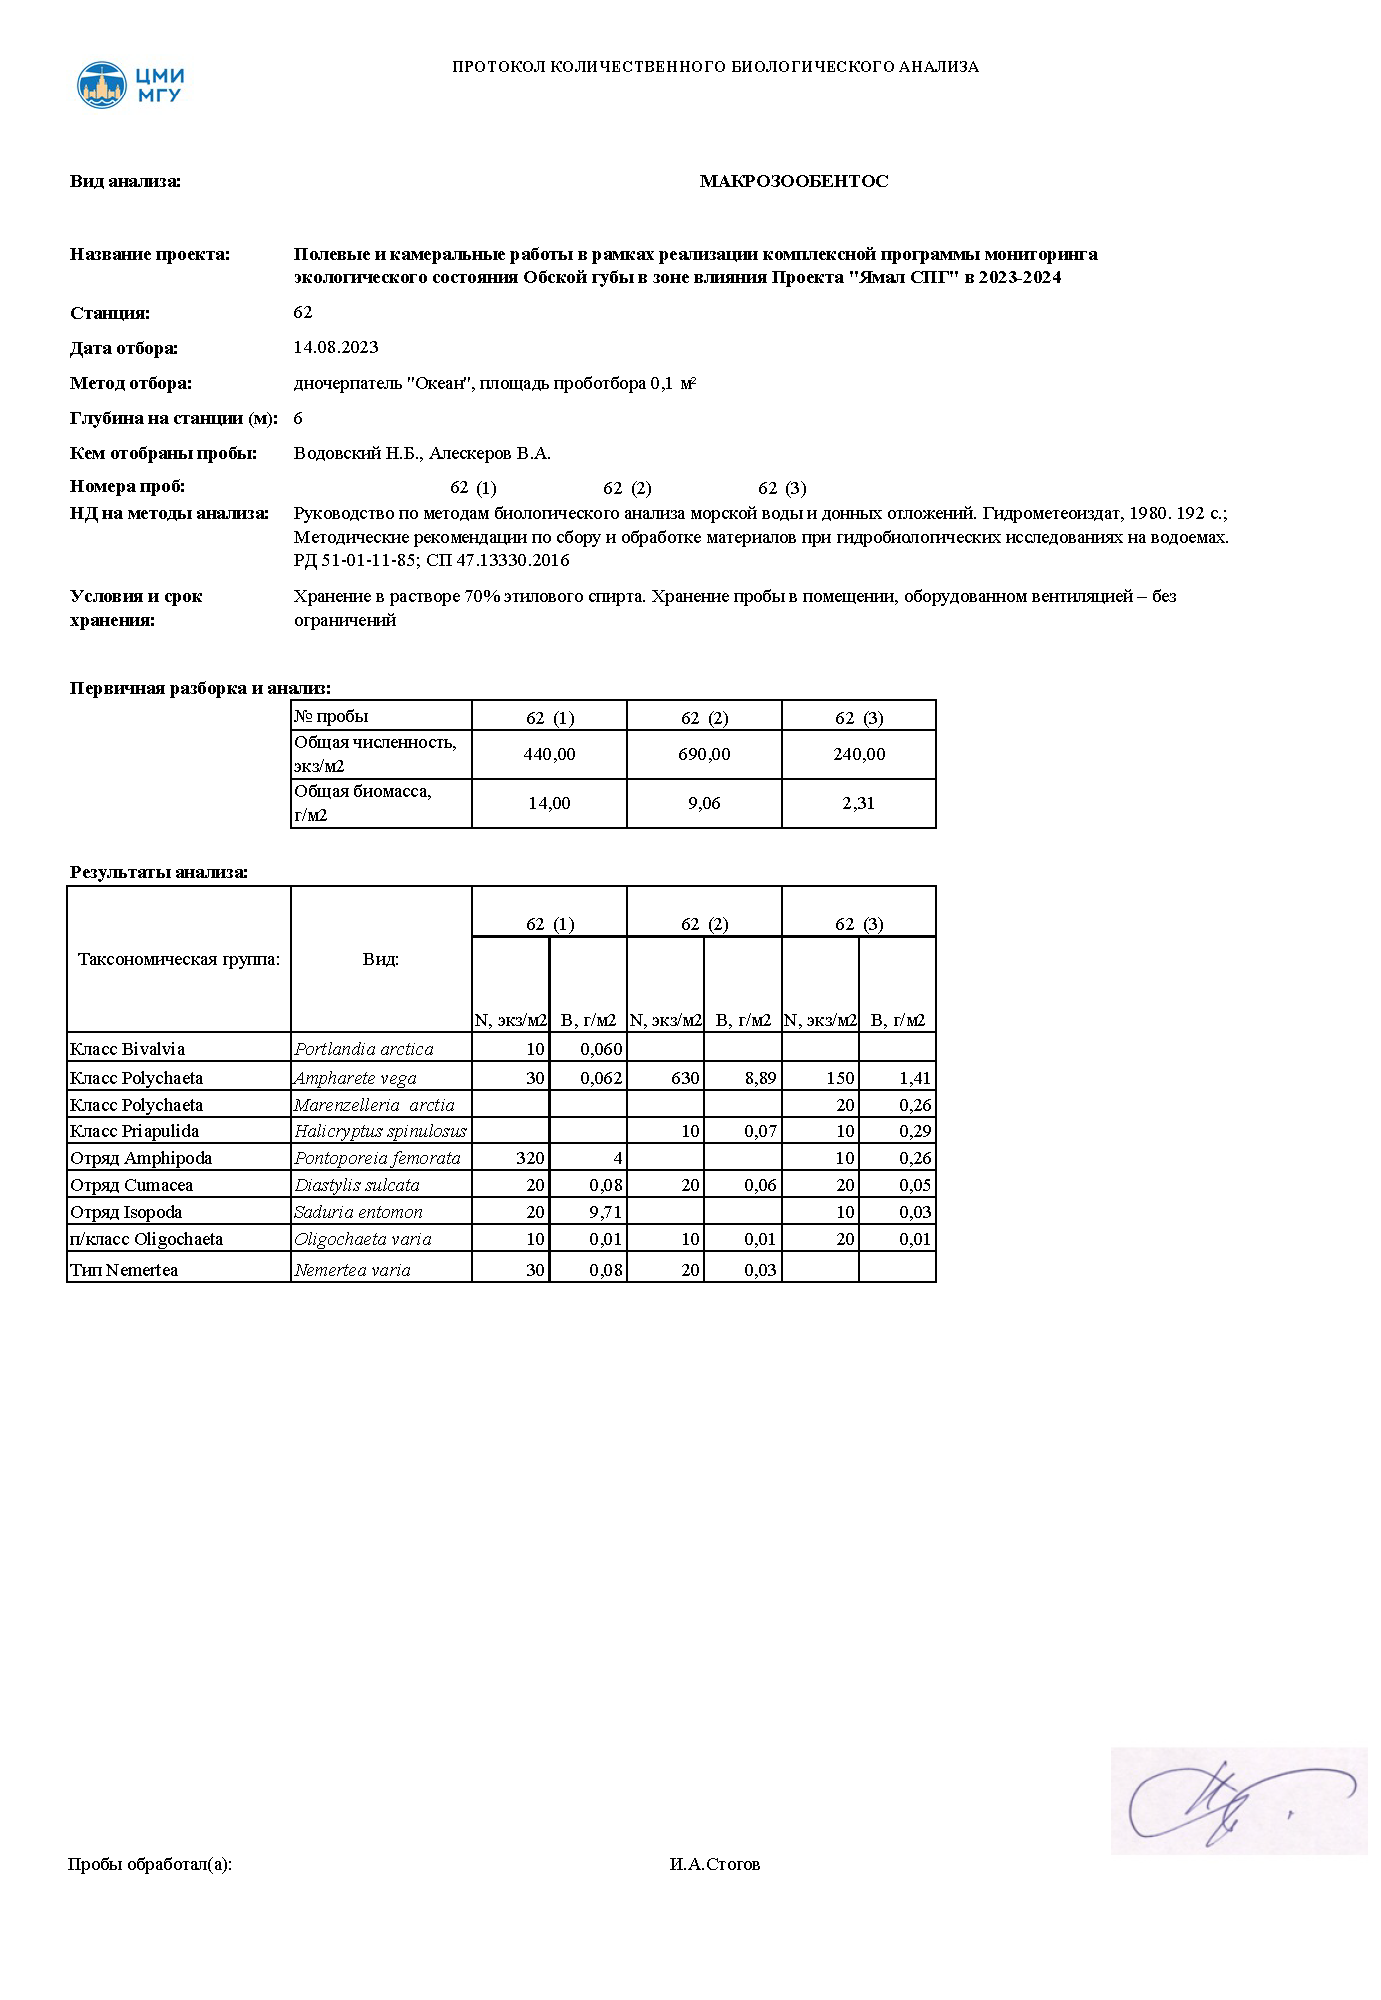 ЦМИ
МГУ
ПРОТОКОЛ КОЛИЧЕСТВЕННОГО БИОЛОГИЧЕСКОГО АНАЛИЗА
Вид анализа: МАКРОЗООБЕНТОС
Название проекта: Полевые и камеральные работы в рамках реализации комплексной программы мониторинга
экологического состояния Обской губы в зоне влияния Проекта "Ямал СПГ" в 2023-2024
Станция: 62
Дата отбора: 14.08.2023
Метод отбора: дночерпатель "Океан", площадь проботбора 0,1 м²
Глубина на станции (м): 6
Кем отобраны пробы: Водовский Н.Б., Алескеров В.А.
Номера проб: 62 (1) 62 (2) 62 (3)
НД на методы анализа: Руководство по методам биологического анализа морской воды и донных отложений. Гидрометеоиздат, 1980. 192 с.;
Методические рекомендации по сбору и обработке материалов при гидробиологических исследованиях на водоемах.
РД 51-01-11-85; СП 47.13330.2016
Условия и срок Хранение в растворе 70% этилового спирта. Хранение пробы в помещении, оборудованном вентиляцией – без
хранения: ограничений
Первичная разборка и анализ:
№ пробы 62 (1) 62 (2) 62 (3)
Общая численность,
экз/м2 440,00 690,00 240,00
Общая биомасса,
г/м2 14,00 9,06 2,31
Результаты анализа:
Таксономическая группа: Вид: 62 (1) 62 (2) 62 (3)
N, экз/м2 B, г/м2 N, экз/м2 B, г/м2 N, экз/м2 B, г/м2
Класс Bivalvia Portlandia arctica 10 0,060
Класс Polychaeta Ampharete vega 30 0,062 630 8,89 150 1,41
Класс Polychaeta Marenzelleria arctia 20 0,26
Класс Priapulida Halicryptus spinulosus 10 0,07 10 0,29
Отряд Amphipoda Pontoporeia femorata 320 4 10 0,26
Отряд Cumacea Diastylis sulcata 20 0,08 20 0,06 20 0,05
Отряд Isopoda Saduria entomon 20 9,71 10 0,03
п/класс Oligochaeta Oligochaeta varia 10 0,01 10 0,01 20 0,01
Тип Nemertea Nemertea varia 30 0,08 20 0,03
Пробы обработал(а): И.А.Стогов